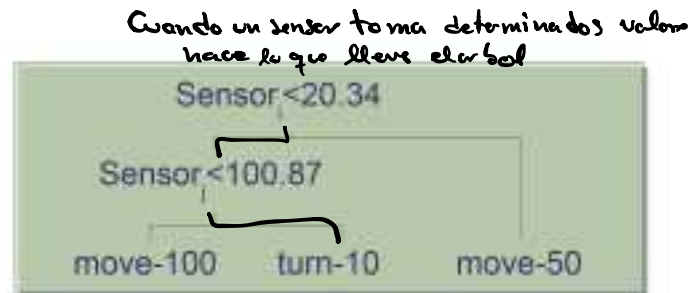 Cuando un sensor toma determinados valores
hace lo que lleve el arbol
Sensor<20.34
Sensor<100.87
move-100 turn-10 move-50